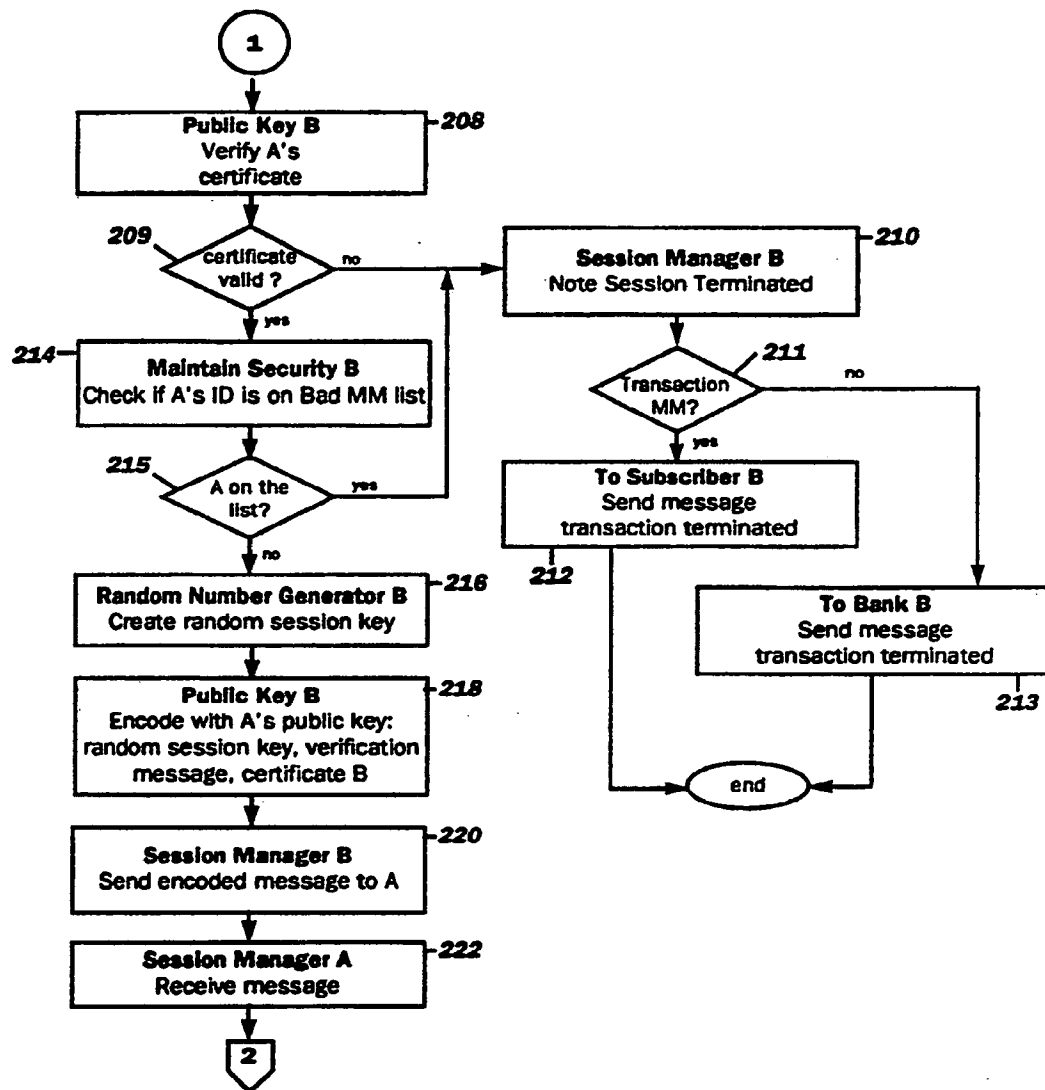 1
Public Key B
Verify A's
certificate
208
209
certificate
valid ?
no
yes
Session Manager B
Note Session Terminated
210
214
Maintain Security B
Check if A's ID is on Bad MM list
211
Transaction
MM?
no
yes
215
A on the
list?
yes
no
To Subscriber B
Send message
transaction terminated
212
Random Number Generator B
Create random session key
216
To Bank B
Send message
transaction terminated
213
Public Key B
Encode with A's public key:
random session key, verification
message, certificate B
218
end
Session Manager B
Send encoded message to A
220
Session Manager A
Receive message
222
2